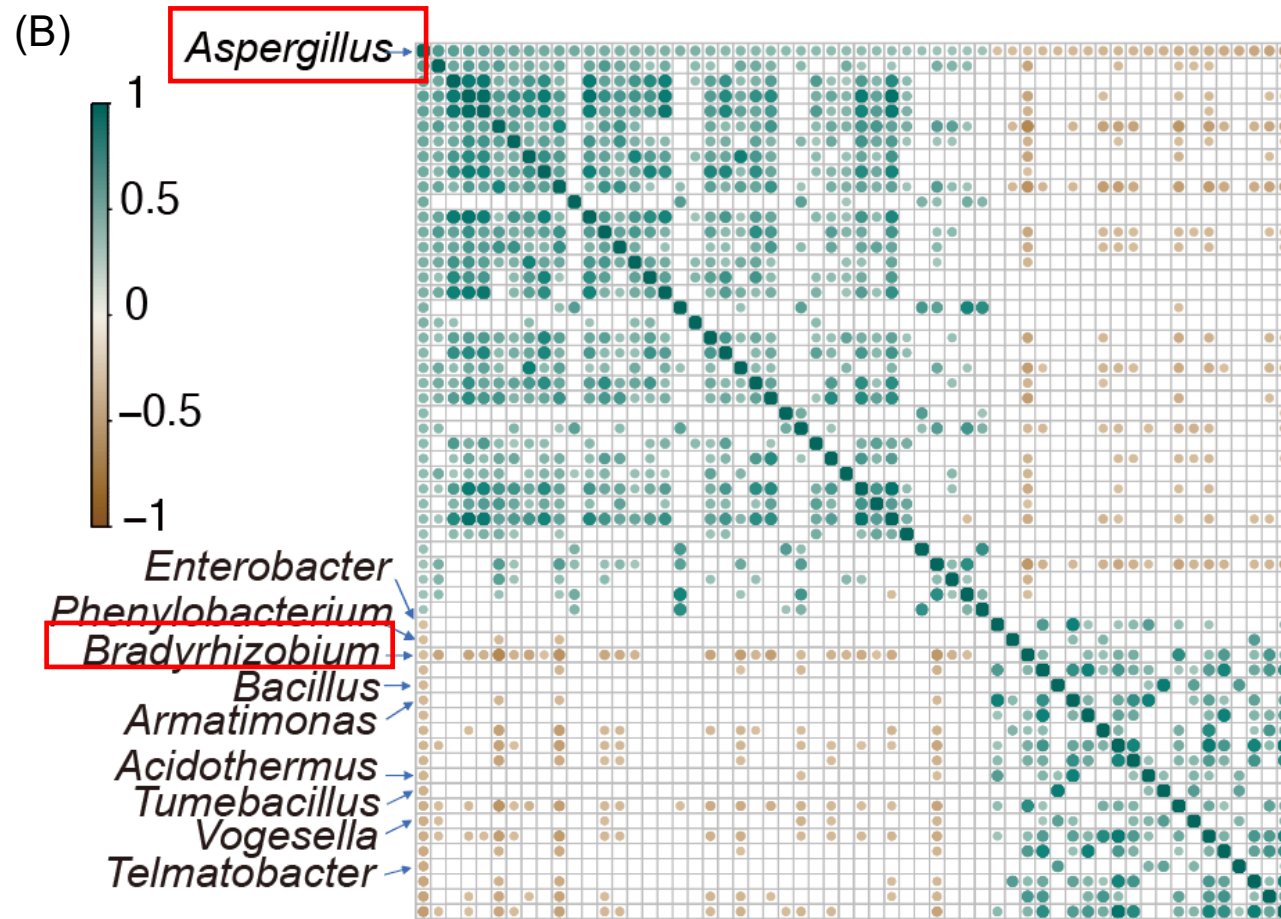 (B)
Aspergillus
1
0.5
0
−0.5
−1
Enterobacter
Phenylobacterium
Bradyrhizobium
Bacillus
Armatimonas
Acidothermus
Tumebacillus
Vogesella
Telmatobacter